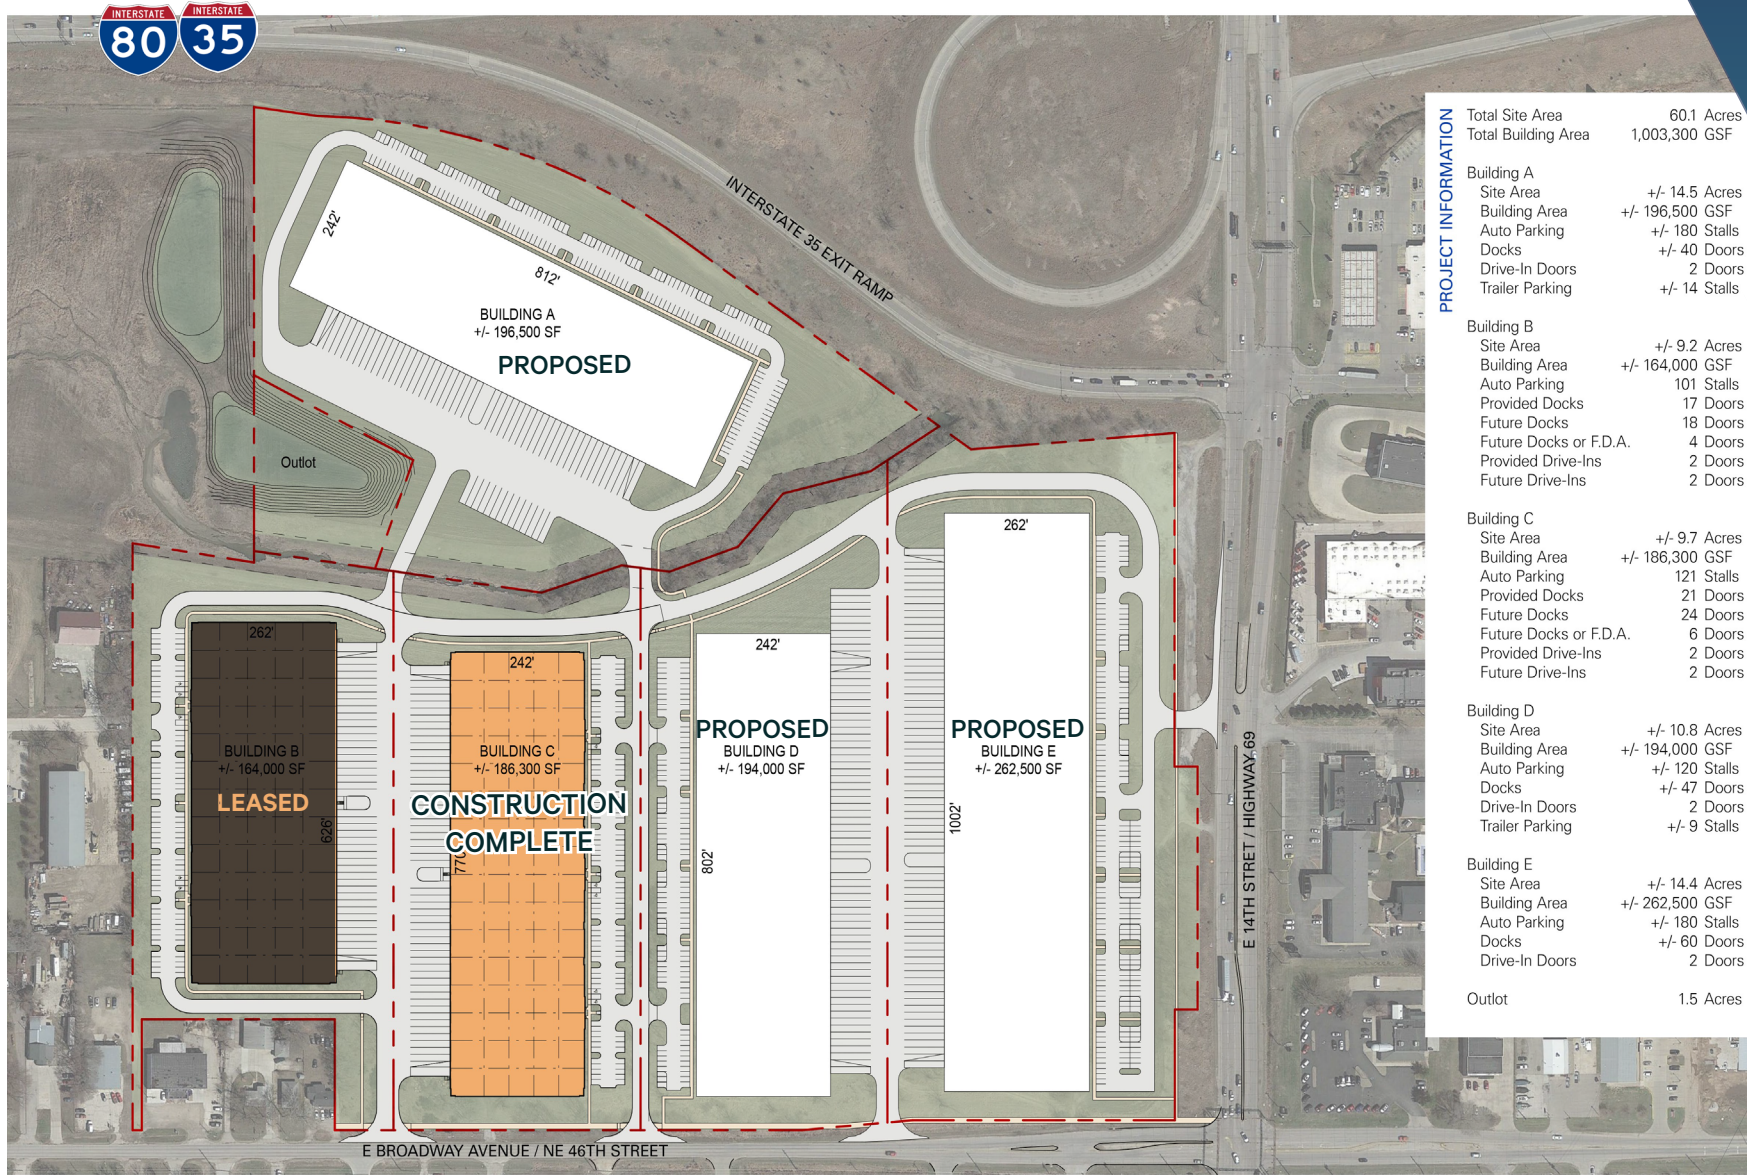 INTERSTATE
80
INTERSTATE
35
INTERSTATE 35 EXIT RAMP
242'
812'
BUILDING A
+/- 196,500 SF
PROPOSED
Outlot
262'
BUILDING B
+/- 164,000 SF
LEASED
626'
242'
BUILDING C
+/- 186,300 SF
CONSTRUCTION
COMPLETE
770
242'
PROPOSED
BUILDING D
+/- 194,000 SF
802'
262'
PROPOSED
BUILDING E
+/- 262,500 SF
1002'
E 14TH STRET / HIGHWAY 69
E BROADWAY AVENUE / NE 46TH STREET
PROJECT INFORMATION
Total Site Area 60.1 Acres
Total Building Area 1,003,300 GSF
Building A
Site Area +/- 14.5 Acres
Building Area +/- 196,500 GSF
Auto Parking +/- 180 Stalls
Docks +/- 40 Doors
Drive-In Doors 2 Doors
Trailer Parking +/- 14 Stalls
Building B
Site Area +/- 9.2 Acres
Building Area +/- 164,000 GSF
Auto Parking 101 Stalls
Provided Docks 17 Doors
Future Docks 18 Doors
Future Docks or F.D.A. 4 Doors
Provided Drive-Ins 2 Doors
Future Drive-Ins 2 Doors
Building C
Site Area +/- 9.7 Acres
Building Area +/- 186,300 GSF
Auto Parking 121 Stalls
Provided Docks 21 Doors
Future Docks 24 Doors
Future Docks or F.D.A. 6 Doors
Provided Drive-Ins 2 Doors
Future Drive-Ins 2 Doors
Building D
Site Area +/- 10.8 Acres
Building Area +/- 194,000 GSF
Auto Parking +/- 120 Stalls
Docks +/- 47 Doors
Drive-In Doors 2 Doors
Trailer Parking +/- 9 Stalls
Building E
Site Area +/- 14.4 Acres
Building Area +/- 262,500 GSF
Auto Parking +/- 180 Stalls
Docks +/- 60 Doors
Drive-In Doors 2 Doors
Outlot 1.5 Acres